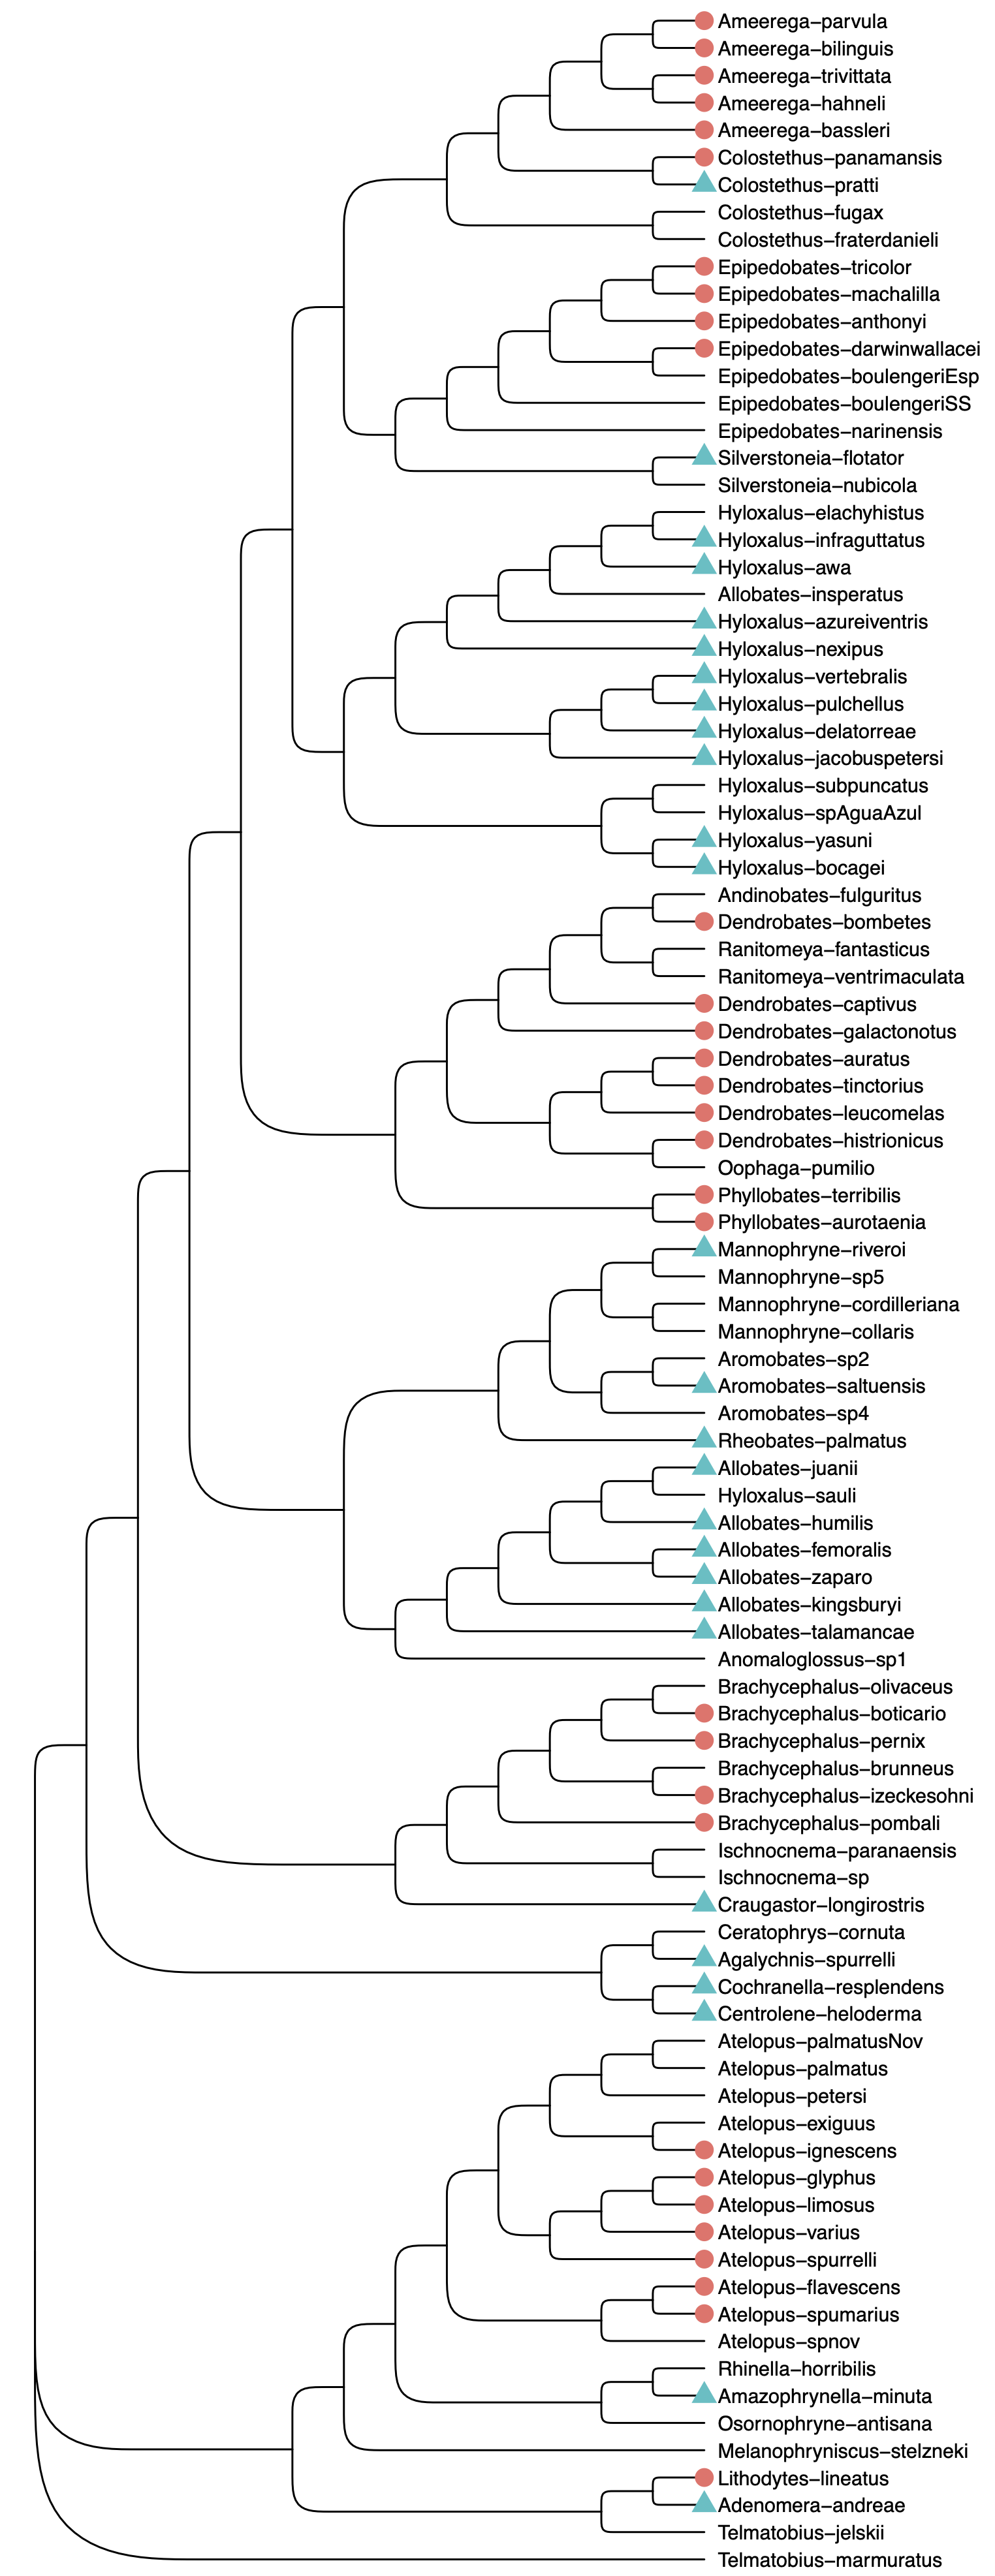 Ameerega–parvula
Ameerega–bilinguis
Ameerega–trivittata
Ameerega–hahneli
Ameerega–bassleri
Colostethus–panamansis
Colostethus–pratti
Colostethus–fugax
Colostethus–fraterdanieli
Epipedobates–tricolor
Epipedobates–machalilla
Epipedobates–anthonyi
Epipedobates–darwinwallacei
Epipedobates–boulengeriEsp
Epipedobates–boulengeriSS
Epipedobates–narinensis
Silverstoneia–flotator
Silverstoneia–nubicola
Hyloxalus–elachyhistus
Hyloxalus–infraguttatus
Hyloxalus–awa
Allobates–insperatus
Hyloxalus–azureiventris
Hyloxalus–nexipus
Hyloxalus–vertebralis
Hyloxalus–pulchellus
Hyloxalus–delatorreae
Hyloxalus–jacobuspetersi
Hyloxalus–subpuncatus
Hyloxalus–spAguaAzul
Hyloxalus–yasuni
Hyloxalus–bocagei
Andinobates–fulguritus
Dendrobates–bombetes
Ranitomeya–fantasticus
Ranitomeya–ventrimaculata
Dendrobates–captivus
Dendrobates–galactonotus
Dendrobates–auratus
Dendrobates–tinctorius
Dendrobates–leucomelas
Dendrobates–histrionicus
Oophaga–pumilio
Phyllobates–terribilis
Phyllobates–aurotaenia
Mannophryne–riveroi
Mannophryne–sp5
Mannophryne–cordilleriana
Mannophryne–collaris
Aromobates–sp2
Aromobates–saltuensis
Aromobates–sp4
Rheobates–palmatus
Allobates–juanii
Hyloxalus–sauli
Allobates–humilis
Allobates–femoralis
Allobates–zaparo
Allobates–kingsburyi
Allobates–talamancae
Anomaloglossus–sp1
Brachycephalus–olivaceus
Brachycephalus–boticario
Brachycephalus–pernix
Brachycephalus–brunneus
Brachycephalus–izeckesohni
Brachycephalus–pombali
Ischnocnema–paranaensis
Ischnocnema–sp
Craugastor–longirostris
Ceratophrys–cornuta
Agalychnis–spurrelli
Cochranella–resplendens
Centrolene–heloderma
Atelopus–palmatusNov
Atelopus–palmatus
Atelopus–petersi
Atelopus–exiguus
Atelopus–ignescens
Atelopus–glyphus
Atelopus–limosus
Atelopus–varius
Atelopus–spurrelli
Atelopus–flavescens
Atelopus–spumarius
Atelopus–spnov
Rhinella–horribilis
Amazophrynella–minuta
Osornophryne–antisana
Melanophryniscus–stelzneki
Lithodytes–lineatus
Adenomera–andreae
Telmatobius–jelskii
Telmatobius–marmuratus